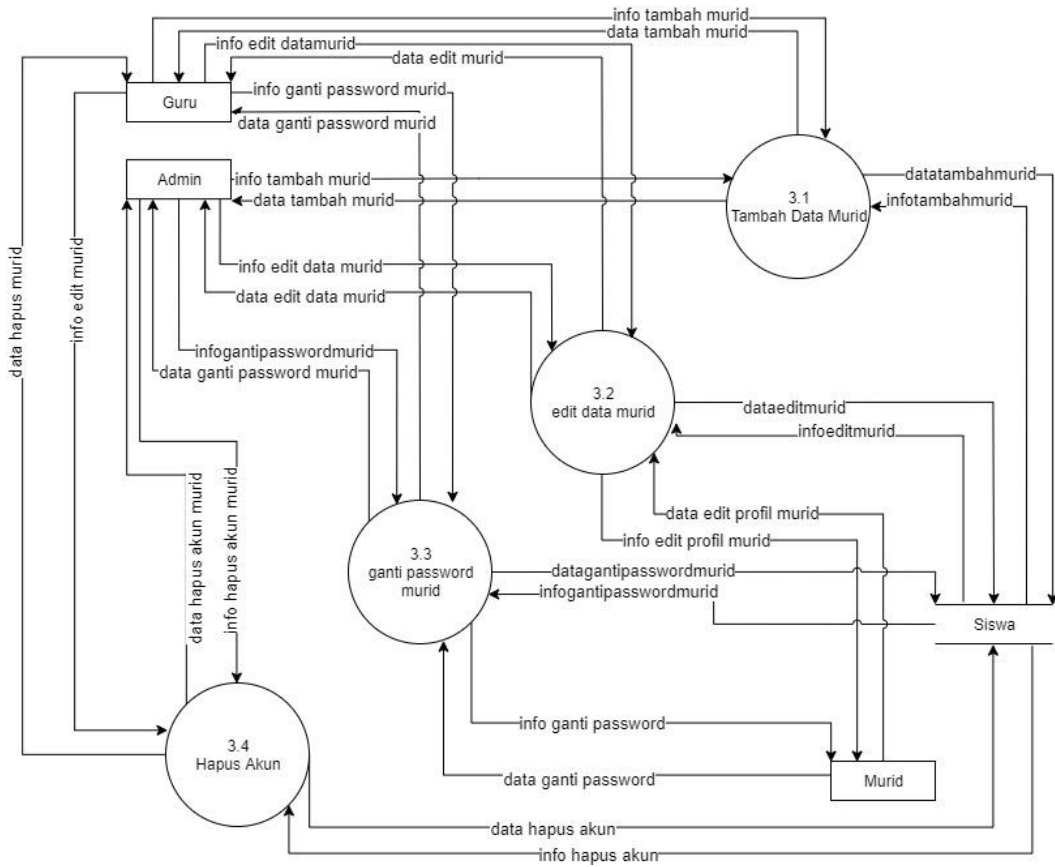 info tambah murid
data tambah murid
info edit datamurid
data edit murid
Guru
info ganti password murid
data ganti password murid
Admin
info tambah murid
data tambah murid
3.1
Tambah Data Murid
datatambahmurid
infotambahmurid
info edit data murid
data edit data murid
data hapus murid
info edit murid
infogantipasswordmurid
data ganti password murid
3.2
edit data murid
dataeditmurid
infoeditmurid
data hapus akun murid
info hapus akun murid
data edit profil murid
info edit profil murid
3.3
ganti password
murid
datagantipasswordmurid
infogantipasswordmurid
Siswa
info ganti password
data ganti password
Murid
3.4
Hapus Akun
data hapus akun
info hapus akun